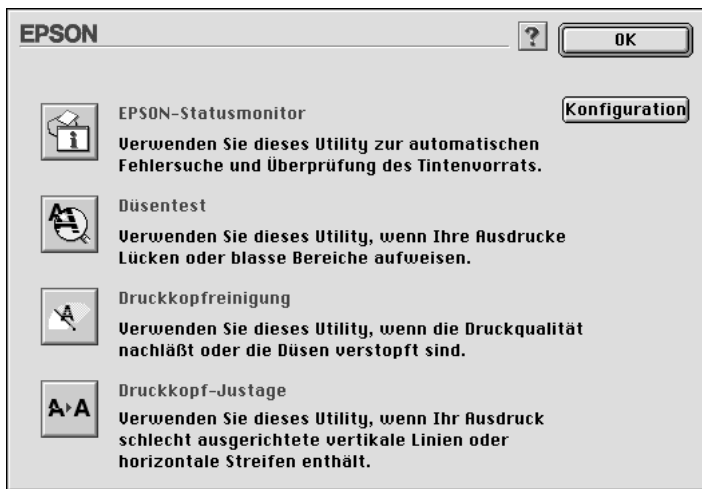 EPSON
?
OK
EPSON-Statusmonitor
Konfiguration
Verwenden Sie dieses Utility zur automatischen
Fehlersuche und Überprüfung des Tintenvorrats.
Düsentest
Verwenden Sie dieses Utility, wenn Ihre Ausdrucke
Lücken oder blasse Bereiche aufweisen.
Druckkopfreinigung
Verwenden Sie dieses Utility, wenn die Druckqualität
nachläßt oder die Düsen verstopft sind.
Druckkopf-Justage
A▸A
Verwenden Sie dieses Utility, wenn Ihr Ausdruck
schlecht ausgerichtete vertikale Linien oder
horizontale Streifen enthält.